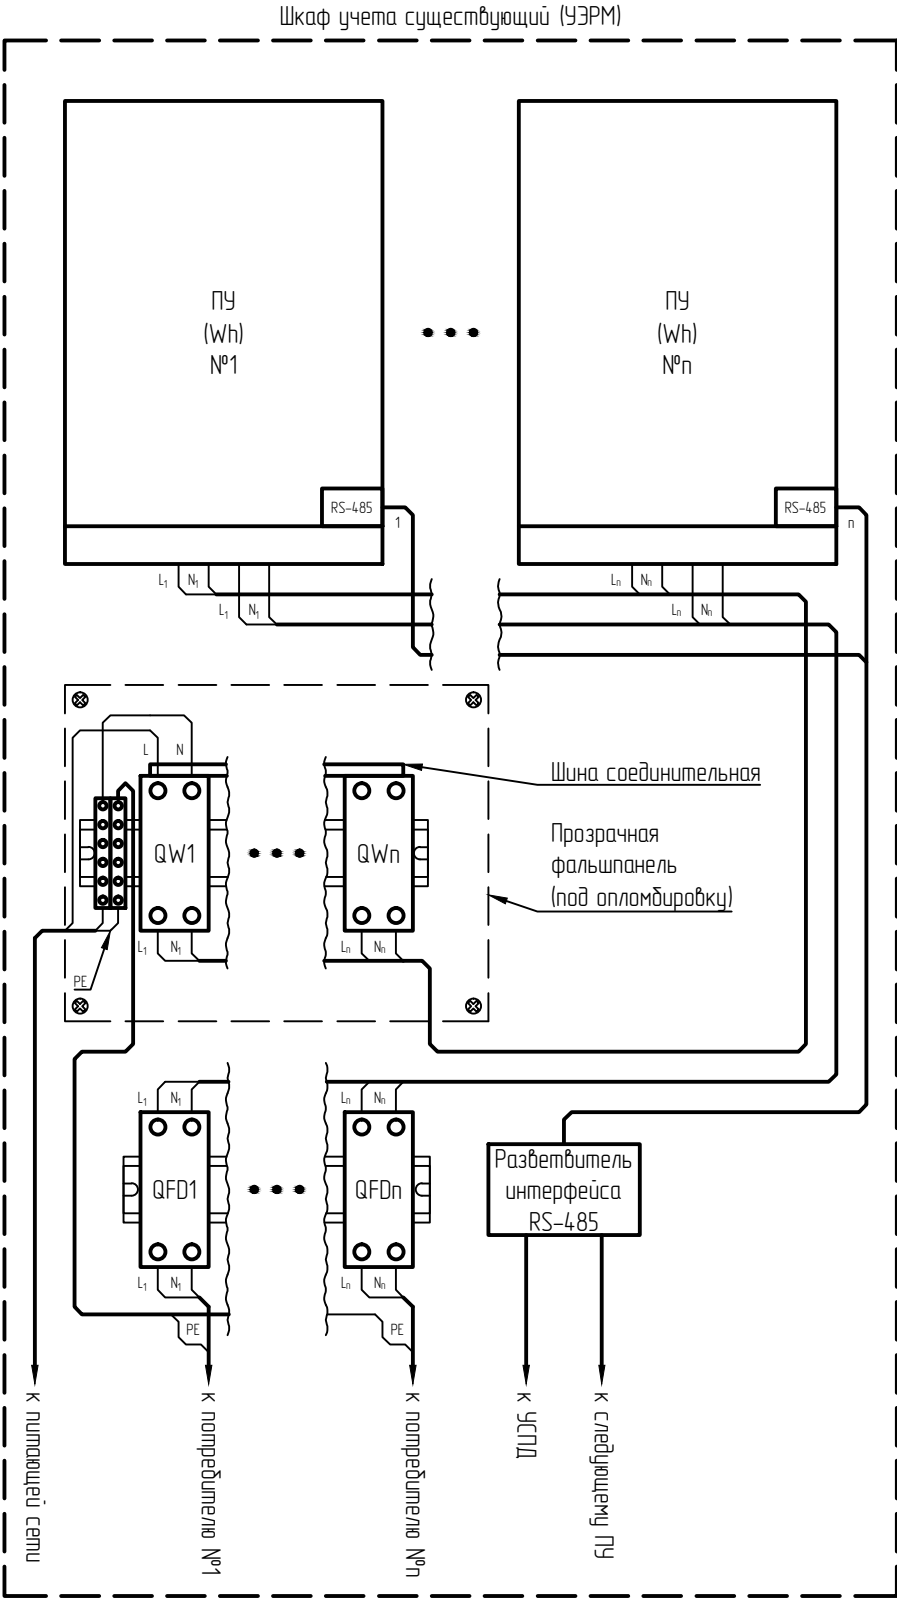 Шкаф учета существующий (УЭРМ)
ПУ
(Wh)
№1
ПУ
(Wh)
№n
RS-485
1
RS-485
n
L1
N1
Ln
Nn
L1
N1
Ln
Nn
L
N
Шина соединительная
QW1
QWn
Прозрачная
фальшпанель
(под опломбировку)
L1
N1
Ln
Nn
PE
L1
N1
Ln
Nn
QFD1
QFDn
Разветвитель
интерфейса
RS-485
L1
N1
Ln
Nn
PE
PE
К питающей сети
К потребителю №1
К потребителю №n
К УСПД
К следующему ПУ